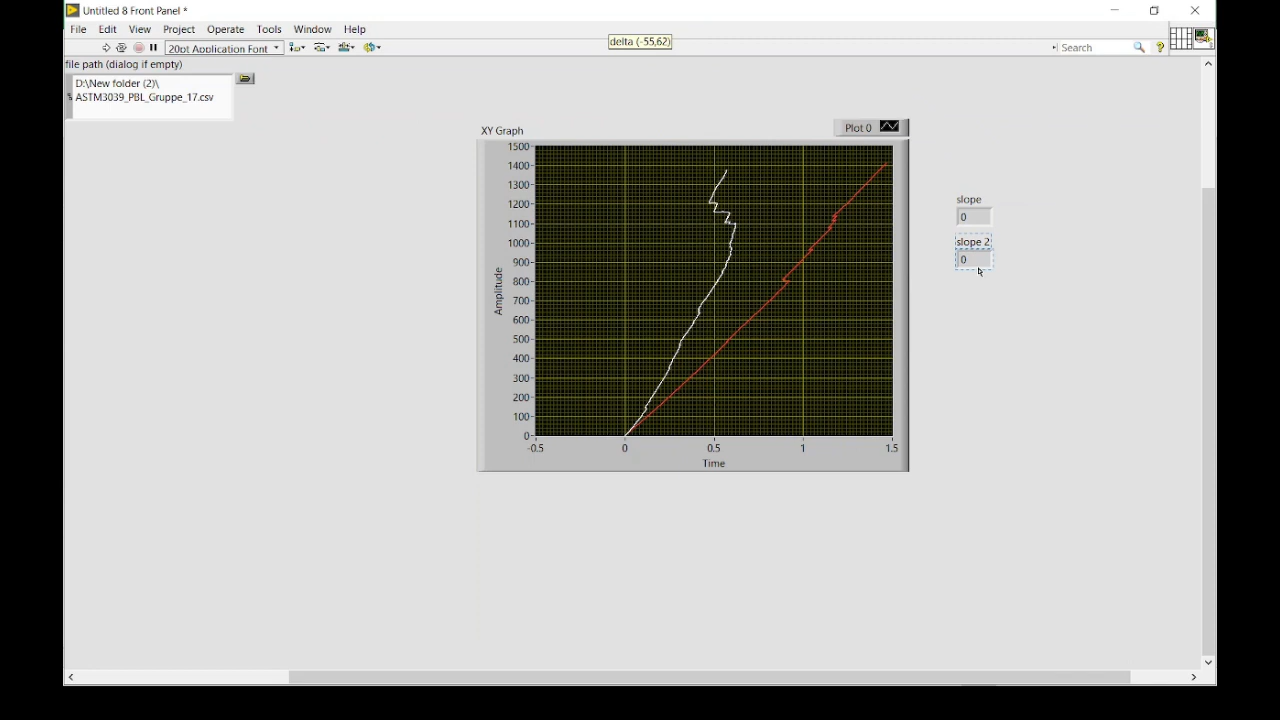 Untitled 8 Front Panel *
File Edit View Project Operate Tools Window Help
20pt Application Font
delta (-55,62)
Search
?
file path (dialog if empty)
D:\New folder (2)\
ASTM3039_PBL_Gruppe_17.csv
XY Graph
Plot 0
1500
1400
1300
1200
1100
1000
900
800
700
600
500
400
300
200
100
0
Amplitude
-0.5 0 0.5 1 1.5
Time
slope
0
slope 2
0